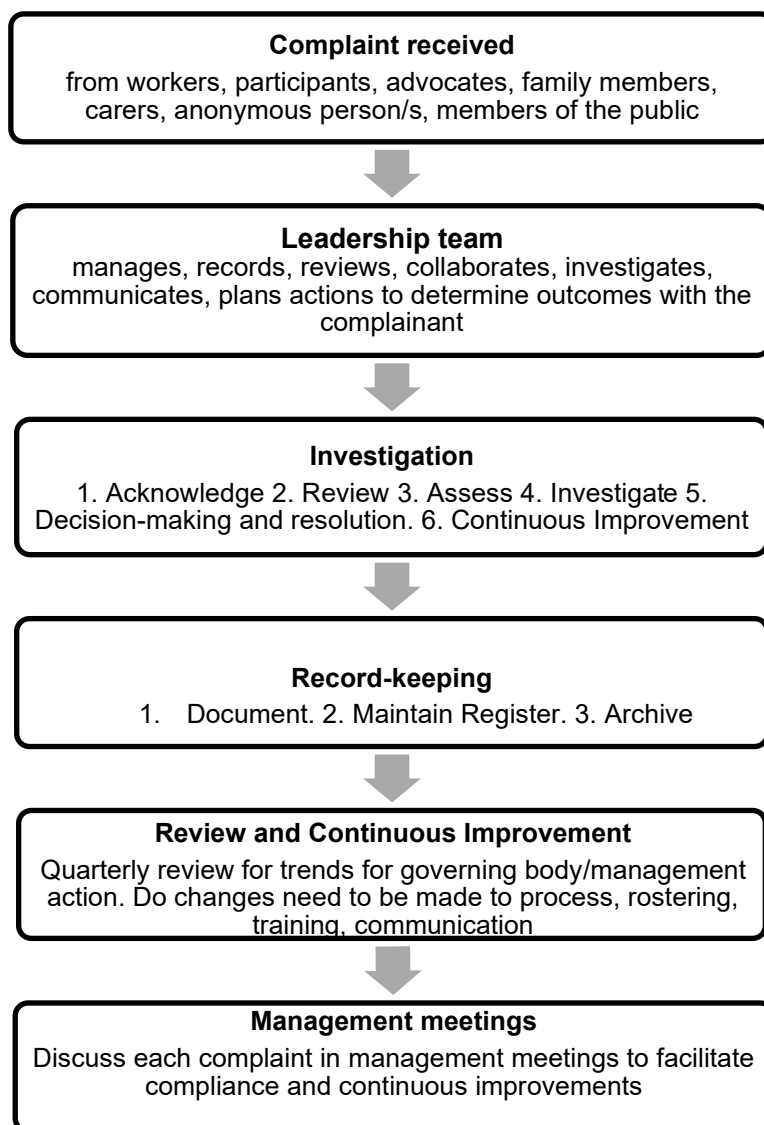 Complaint received
from workers, participants, advocates, family members,
carers, anonymous person/s, members of the public
Leadership team
manages, records, reviews, collaborates, investigates,
communicates, plans actions to determine outcomes with the
complainant
Investigation
1. Acknowledge 2. Review 3. Assess 4. Investigate 5.
Decision-making and resolution. 6. Continuous Improvement
Record-keeping
1. Document. 2. Maintain Register. 3. Archive
Review and Continuous Improvement
Quarterly review for trends for governing body/management
action. Do changes need to be made to process, rostering,
training, communication
Management meetings
Discuss each complaint in management meetings to facilitate
compliance and continuous improvements